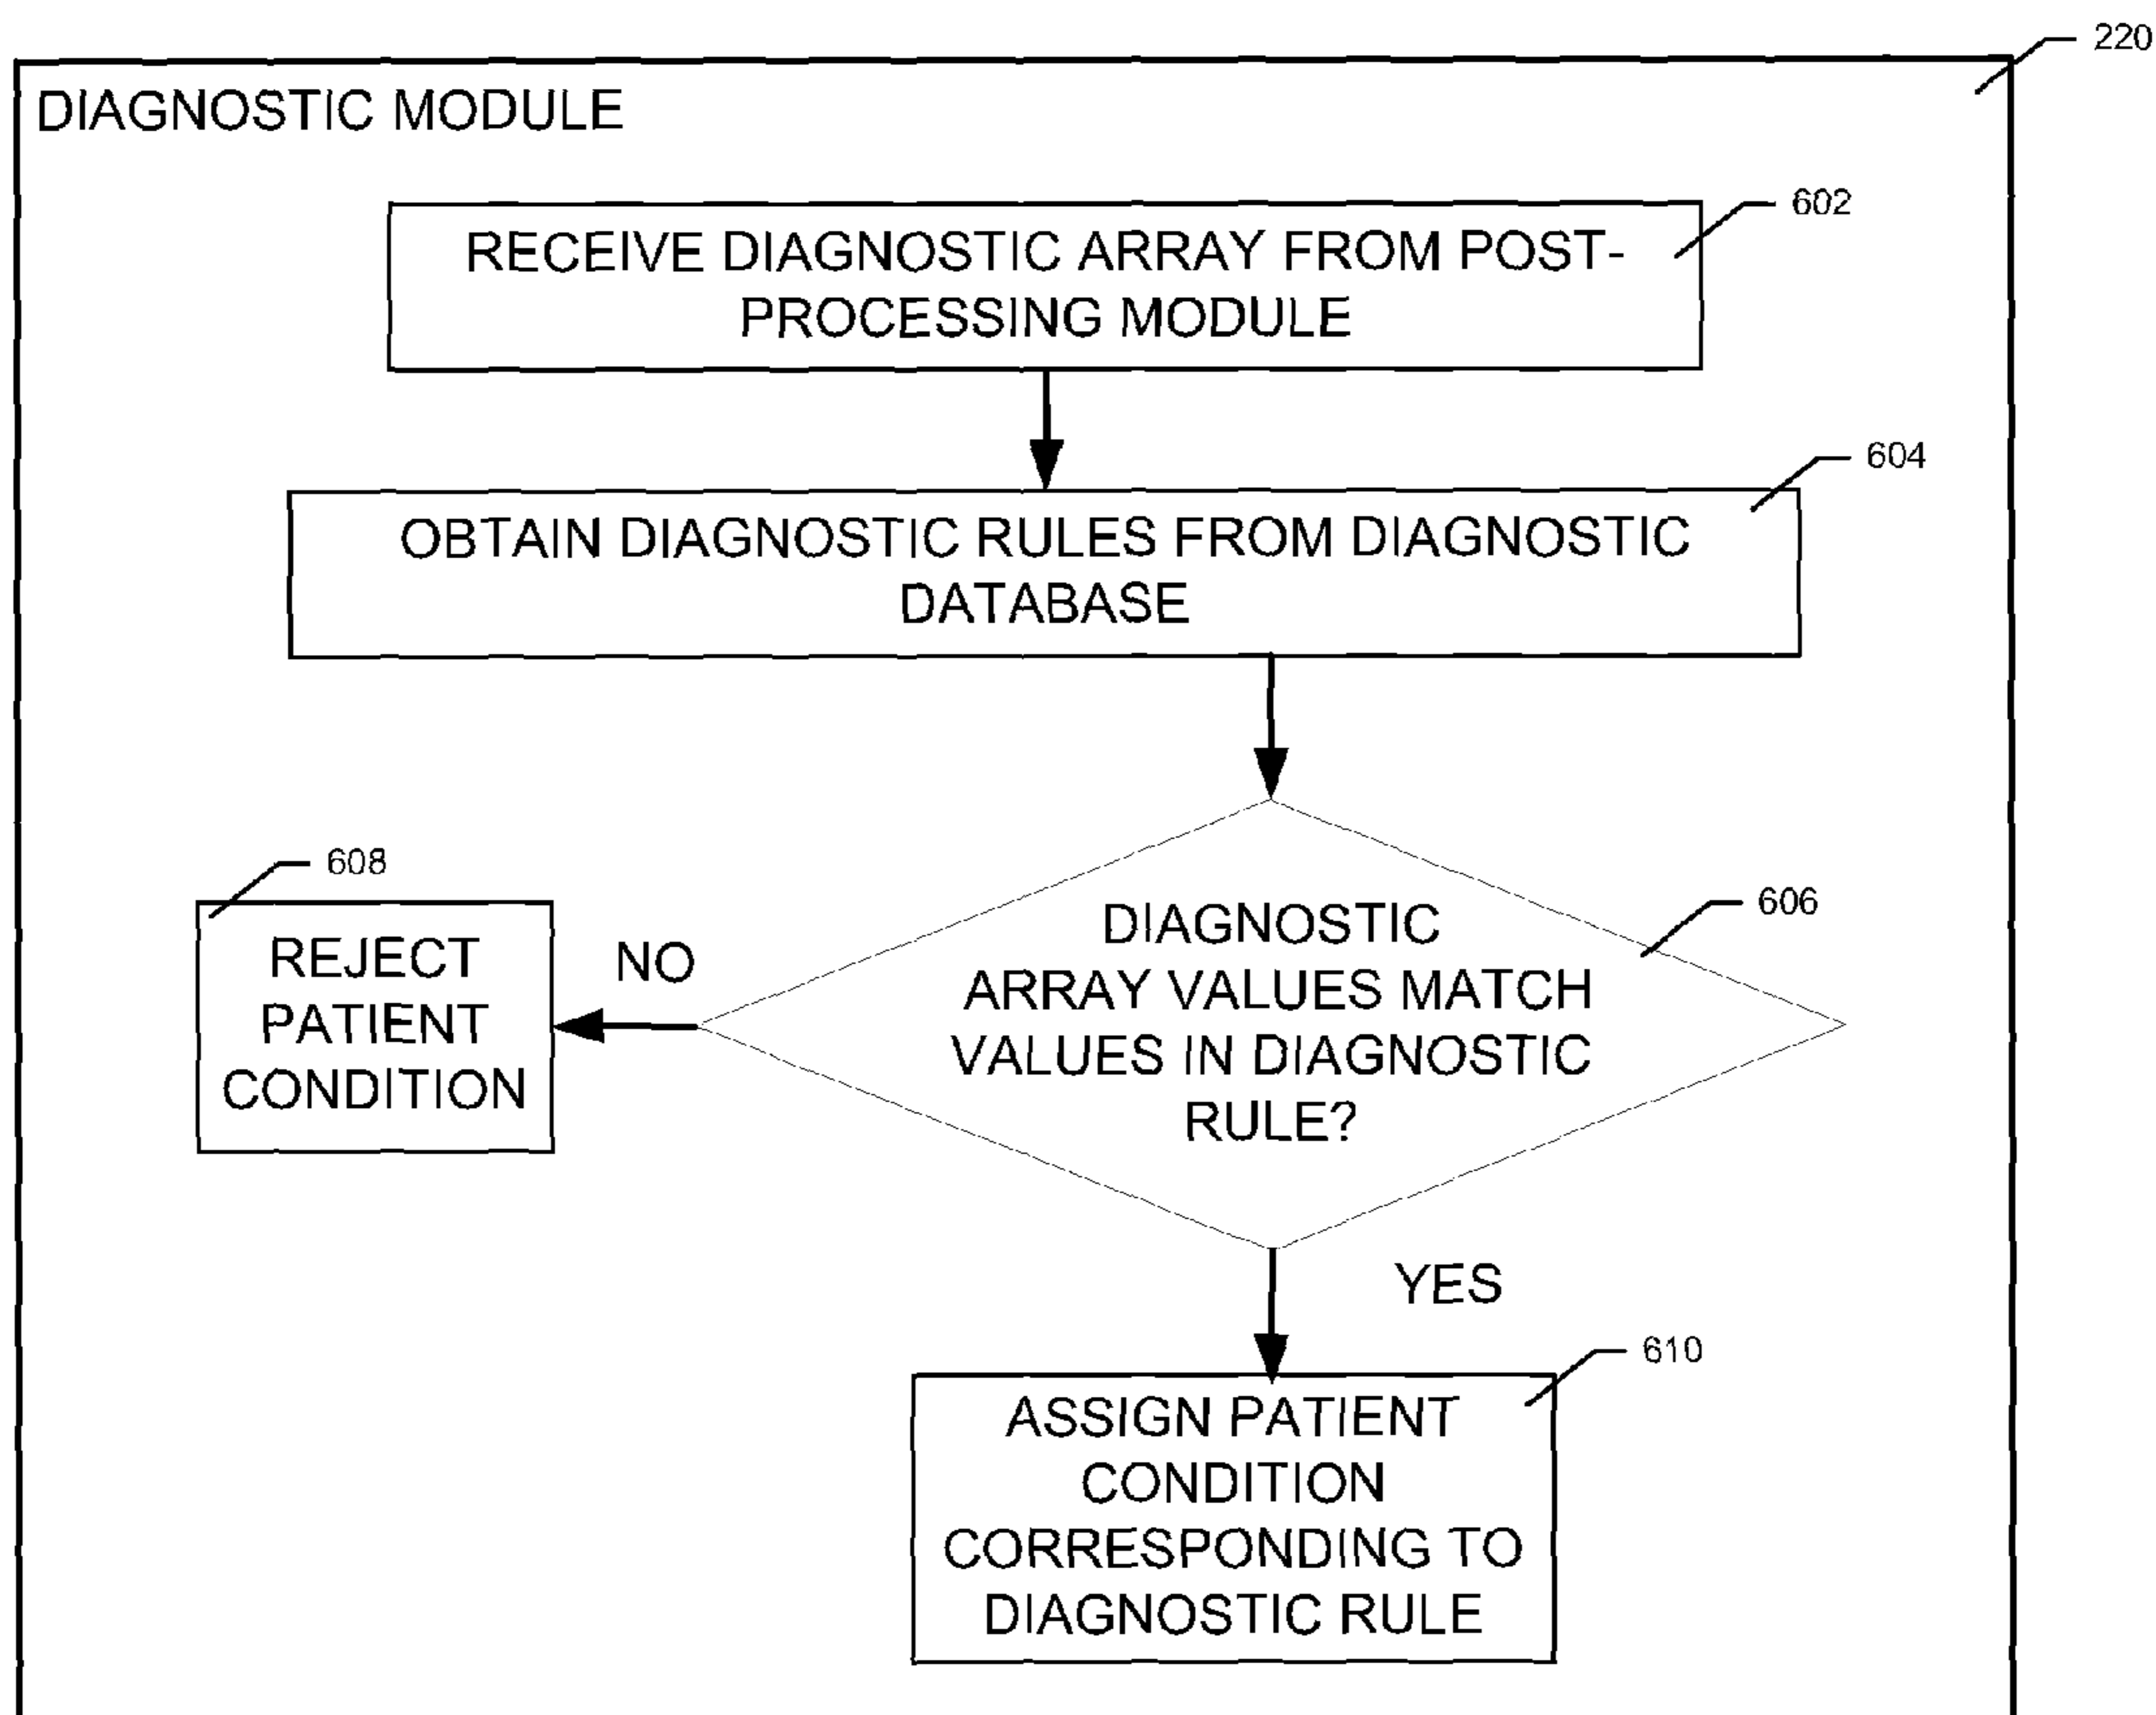 220
DIAGNOSTIC MODULE
602
RECEIVE DIAGNOSTIC ARRAY FROM POST-
PROCESSING MODULE
604
OBTAIN DIAGNOSTIC RULES FROM DIAGNOSTIC
DATABASE
606
DIAGNOSTIC
ARRAY VALUES MATCH
VALUES IN DIAGNOSTIC
RULE?
NO
608
REJECT
PATIENT
CONDITION
YES
610
ASSIGN PATIENT
CONDITION
CORRESPONDING TO
DIAGNOSTIC RULE